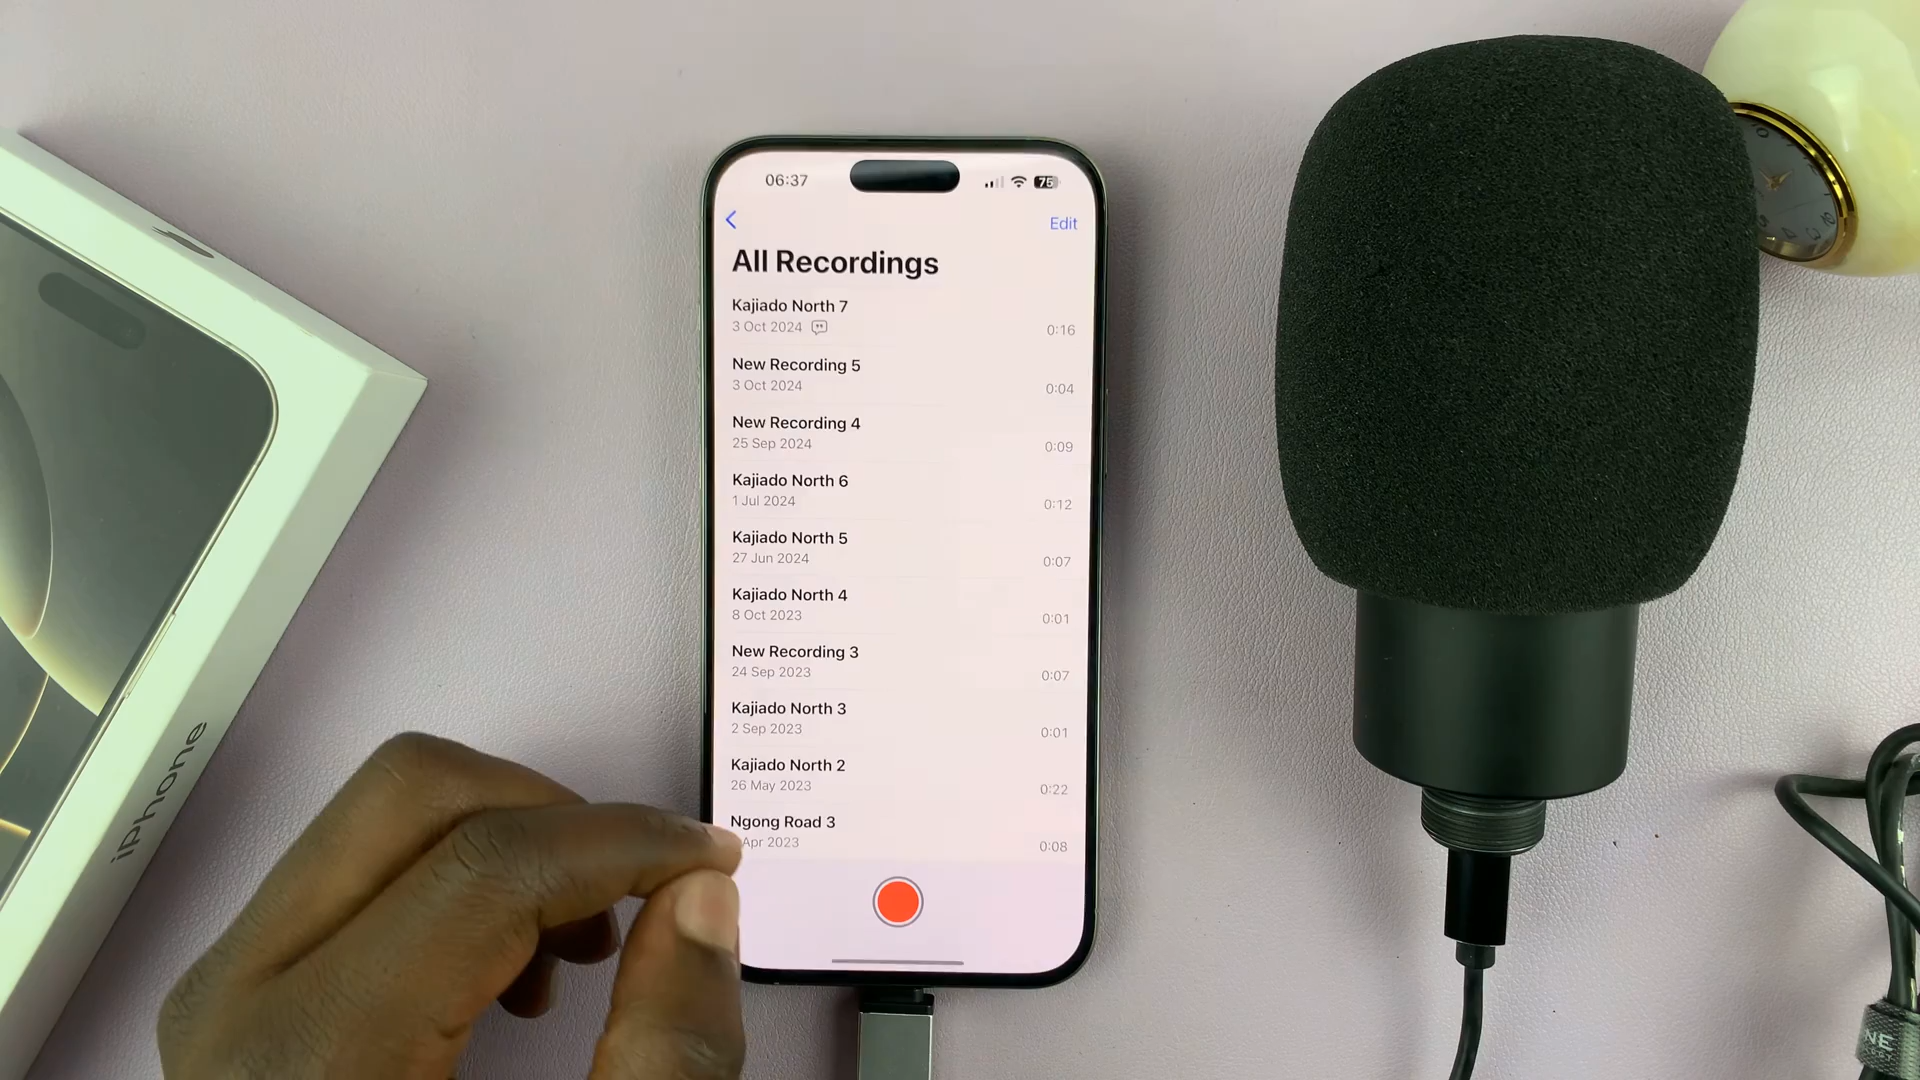 06:37
75
Edit
All Recordings
Kajiado North 7
3 Oct 2024
0:16
New Recording 5
3 Oct 2024
0:04
New Recording 4
25 Sep 2024
0:09
Kajiado North 6
1 Jul 2024
0:12
Kajiado North 5
27 Jun 2024
0:07
Kajiado North 4
8 Oct 2023
0:01
New Recording 3
24 Sep 2023
0:07
Kajiado North 3
2 Sep 2023
0:01
Kajiado North 2
26 May 2023
0:22
Ngong Road 3
Apr 2023
0:08
iPhone